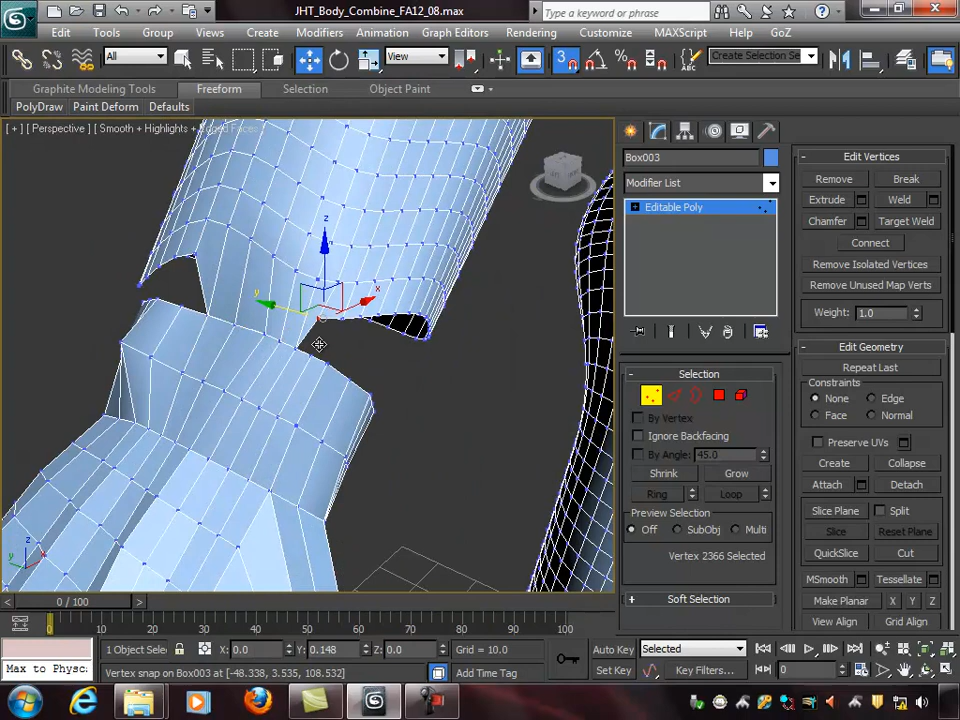 JHT_Body_Combine_FA12_08.max
Type a keyword or phrase
Edit Tools Group Views Create Modifiers Animation Graph Editors Rendering Customize MAXScript Help GoZ
All View 3 Create Selection Se
Graphite Modeling Tools Freeform Selection Object Paint
PolyDraw Paint Deform Defaults
[ + ] [ Perspective ] [ Smooth + Highlights + Edged Faces ]
Box003
Modifier List
Editable Poly
Selection
By Vertex
Ignore Backfacing
By Angle: 45.0
Shrink Grow
Ring Loop
Preview Selection
Off SubObj Multi
Vertex 2366 Selected
Soft Selection
Edit Vertices
Remove Break
Extrude Weld
Chamfer Target Weld
Connect
Remove Isolated Vertices
Remove Unused Map Verts
Weight: 1.0
Edit Geometry
Repeat Last
Constraints
None Edge
Face Normal
Preserve UVs
Create Collapse
Attach Detach
Slice Plane Split
Slice Reset Plane
QuickSlice Cut
MSmooth Tessellate
Make Planar X Y Z
View Align Grid Align
z
x
y
z
y
0 / 100
0 10 20 30 40 50 60 70 80 90 100
1 Object Selec X: 0.0 Y: 0.148 Z: 0.0 Grid = 10.0 Auto Key Selected
Max to Physc Vertex snap on Box003 at [-48.338, 3.535, 108.532] Add Time Tag Set Key Key Filters... 0